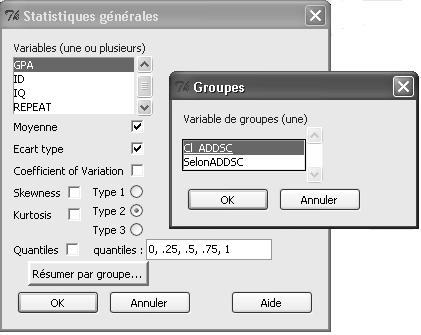 Statistiques générales
Variables (une ou plusieurs)
GPA
ID
IQ
REPEAT
Moyenne
Ecart type
Coefficient of Variation
Skewness
Type 1
Kurtosis
Type 2
Type 3
Quantiles
quantiles :
0, .25, .5, .75, 1
Résumer par groupe...
OK
Annuler
Aide
Groupes
Variable de groupes (une)
Cl_ADDSC
SelonADDSC
OK
Annuler